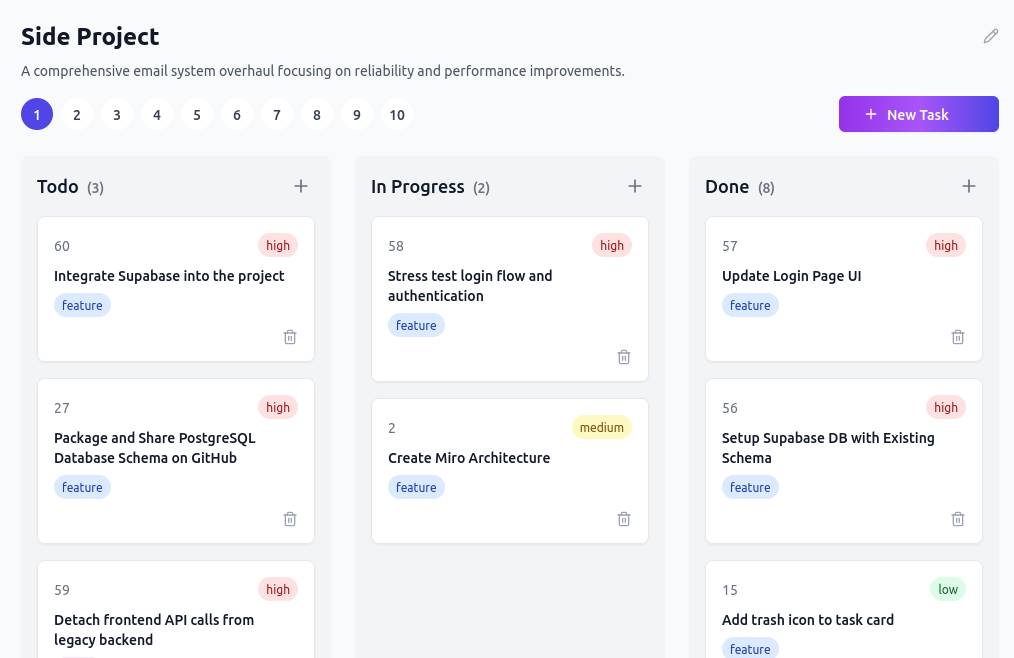 Side Project
A comprehensive email system overhaul focusing on reliability and performance improvements.
1 2 3 4 5 6 7 8 9 10
+ New Task
Todo (3)
60 high
Integrate Supabase into the project
feature
27 high
Package and Share PostgreSQL
Database Schema on GitHub
feature
59 high
Detach frontend API calls from
legacy backend
In Progress (2)
58 high
Stress test login flow and
authentication
feature
2 medium
Create Miro Architecture
feature
Done (8)
57 high
Update Login Page UI
feature
56 high
Setup Supabase DB with Existing
Schema
feature
15 low
Add trash icon to task card
feature